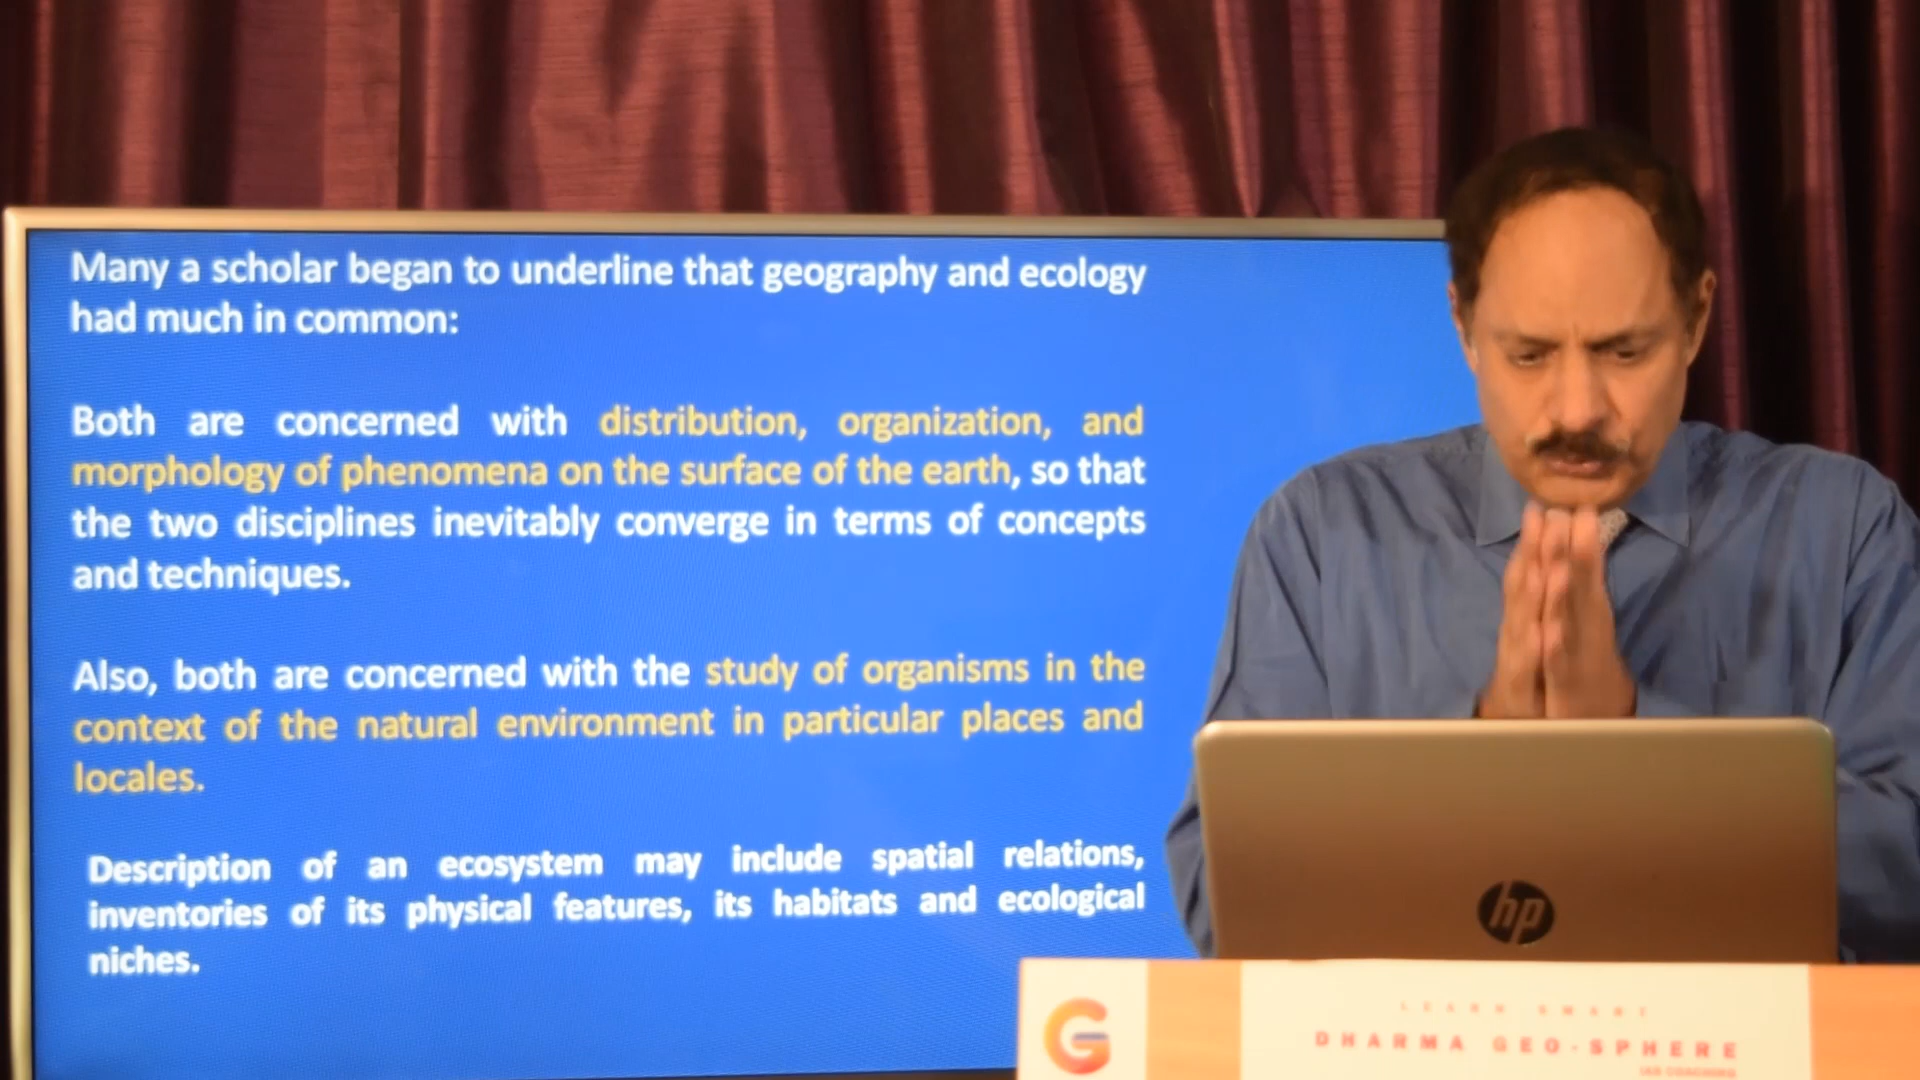 Many a scholar began to underline that geography and ecology
had much in common:
Both are concerned with distribution, organization, and
morphology of phenomena on the surface of the earth, so that
the two disciplines inevitably converge in terms of concepts
and techniques.
Also, both are concerned with the study of organisms in the
context of the natural environment in particular places and
locales.
Description of an ecosystem may include spatial relations,
inventories of its physical features, its habitats and ecological
niches.
hp
G
LEARN SMART
DHARMA GEO-SPHERE
IAS COACHING